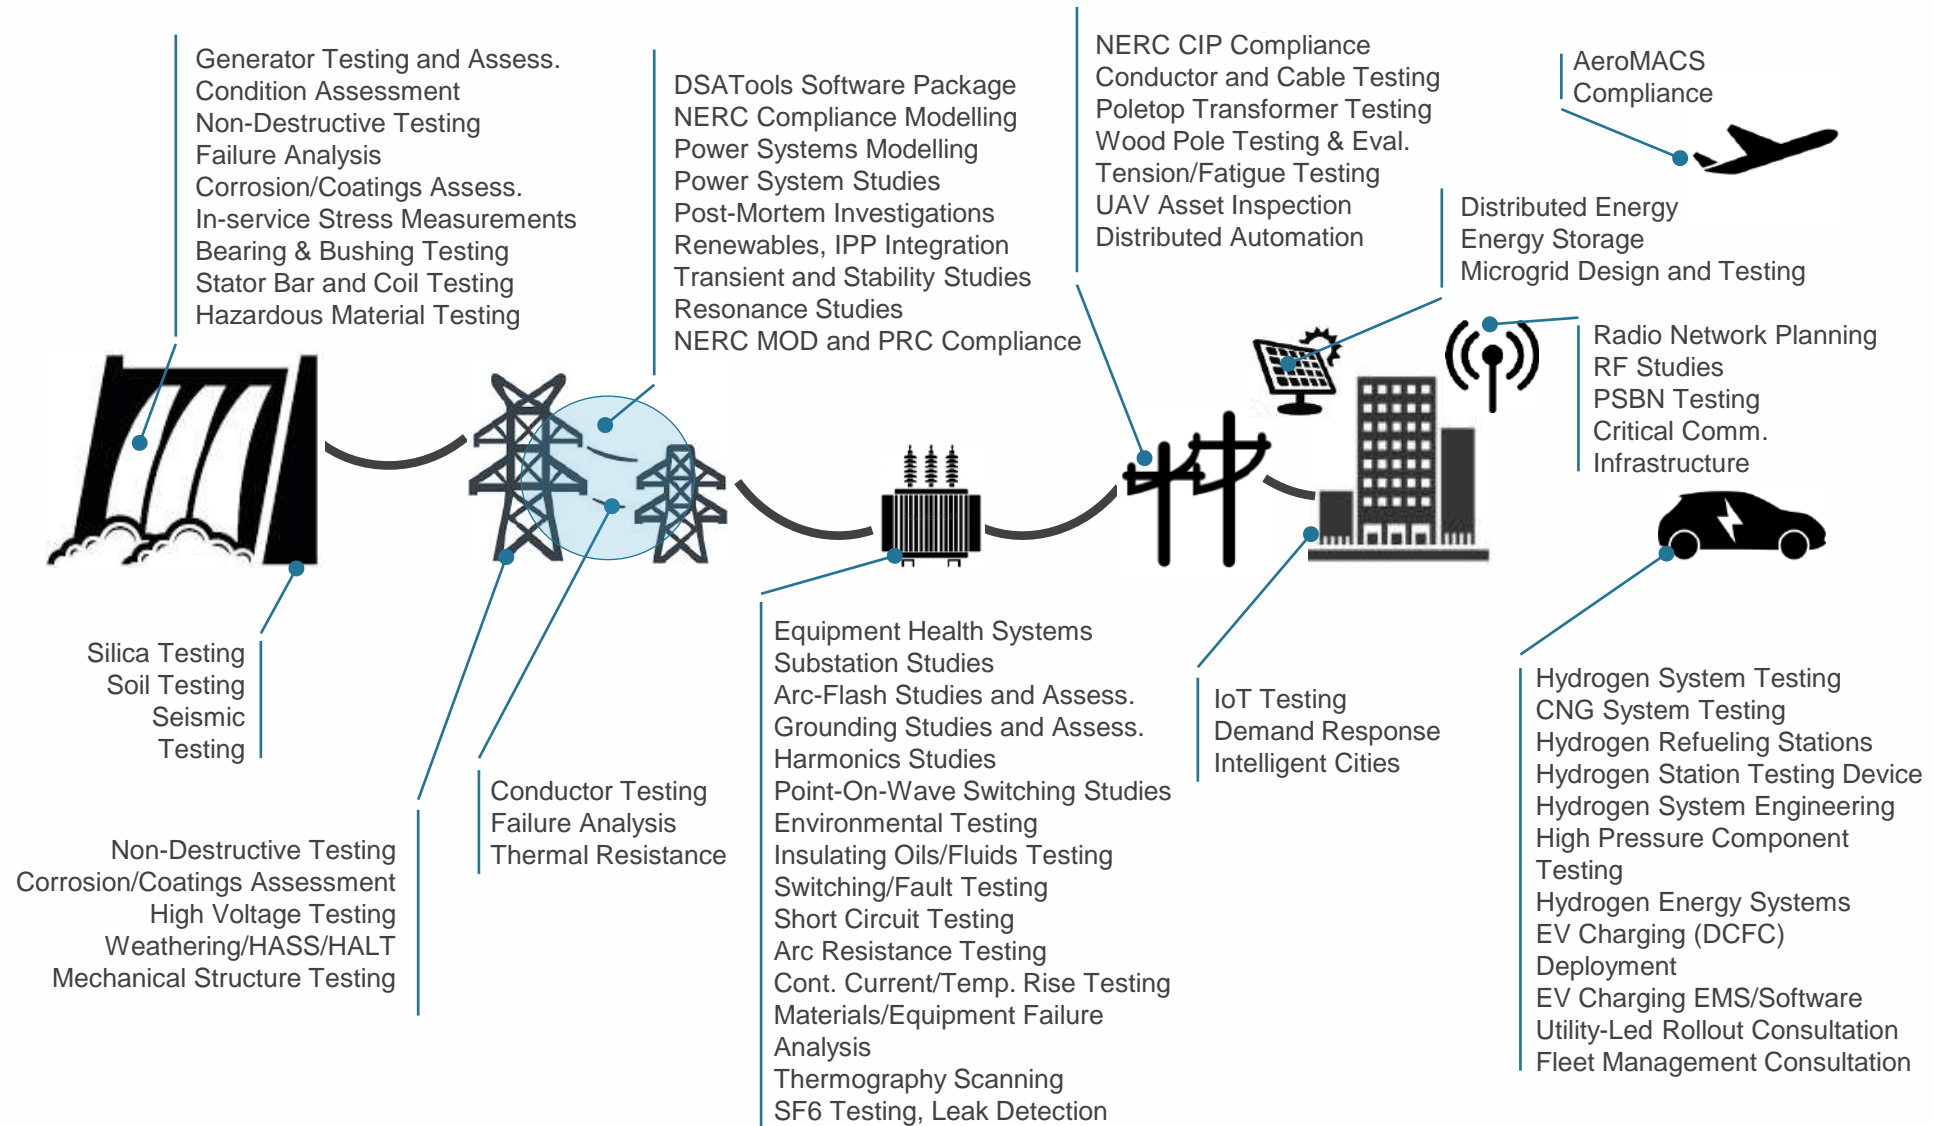 Generator Testing and Assess.
Condition Assessment
Non-Destructive Testing
Failure Analysis
Corrosion/Coatings Assess.
In-service Stress Measurements
Bearing & Bushing Testing
Stator Bar and Coil Testing
Hazardous Material Testing
DSATools Software Package
NERC Compliance Modelling
Power Systems Modelling
Power System Studies
Post-Mortem Investigations
Renewables, IPP Integration
Transient and Stability Studies
Resonance Studies
NERC MOD and PRC Compliance
NERC CIP Compliance
Conductor and Cable Testing
Poletop Transformer Testing
Wood Pole Testing & Eval.
Tension/Fatigue Testing
UAV Asset Inspection
Distributed Automation
AeroMACS
Compliance
Distributed Energy
Energy Storage
Microgrid Design and Testing
Radio Network Planning
RF Studies
PSBN Testing
Critical Comm.
Infrastructure
Silica Testing
Soil Testing
Seismic
Testing
Non-Destructive Testing
Corrosion/Coatings Assessment
High Voltage Testing
Weathering/HASS/HALT
Mechanical Structure Testing
Conductor Testing
Failure Analysis
Thermal Resistance
Equipment Health Systems
Substation Studies
Arc-Flash Studies and Assess.
Grounding Studies and Assess.
Harmonics Studies
Point-On-Wave Switching Studies
Environmental Testing
Insulating Oils/Fluids Testing
Switching/Fault Testing
Short Circuit Testing
Arc Resistance Testing
Cont. Current/Temp. Rise Testing
Materials/Equipment Failure
Analysis
Thermography Scanning
SF6 Testing, Leak Detection
IoT Testing
Demand Response
Intelligent Cities
Hydrogen System Testing
CNG System Testing
Hydrogen Refueling Stations
Hydrogen Station Testing Device
Hydrogen System Engineering
High Pressure Component
Testing
Hydrogen Energy Systems
EV Charging (DCFC)
Deployment
EV Charging EMS/Software
Utility-Led Rollout Consultation
Fleet Management Consultation